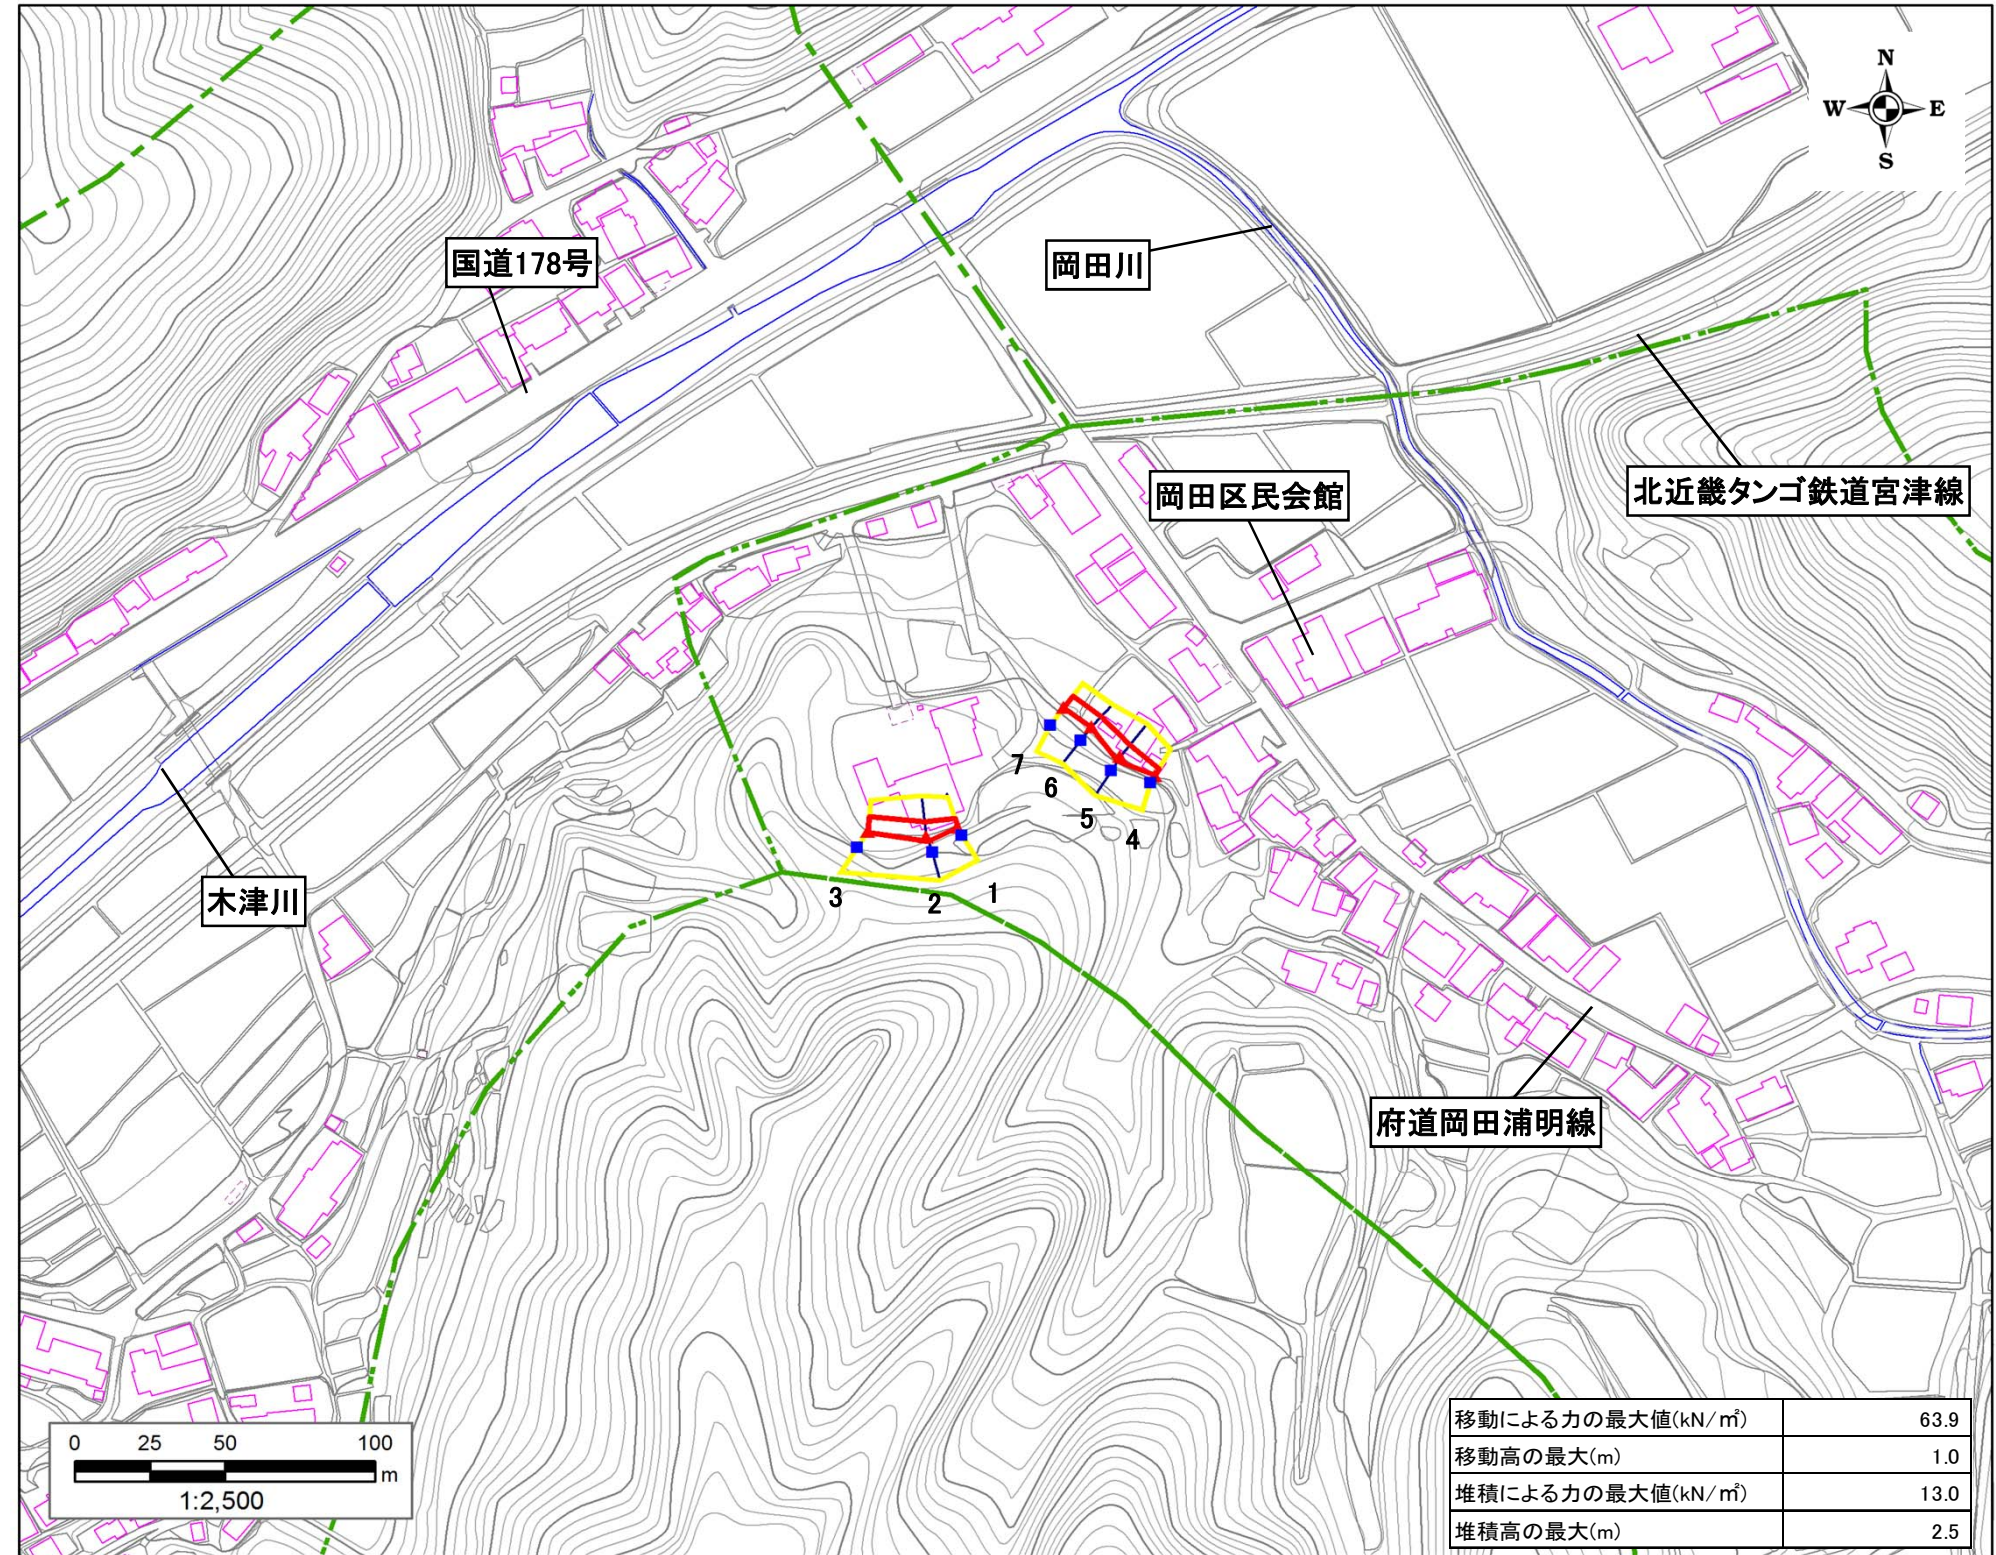 N
W E
S
国道178号
岡田川
岡田区民会館
北近畿タンゴ鉄道宮津線
7
6
5
4
3
2
1
木津川
府道岡田浦明線
0 25 50 100
m
1:2,500
移動による力の最大値(kN/㎡) 63.9
移動高の最大(m) 1.0
堆積による力の最大値(kN/㎡) 13.0
堆積高の最大(m) 2.5